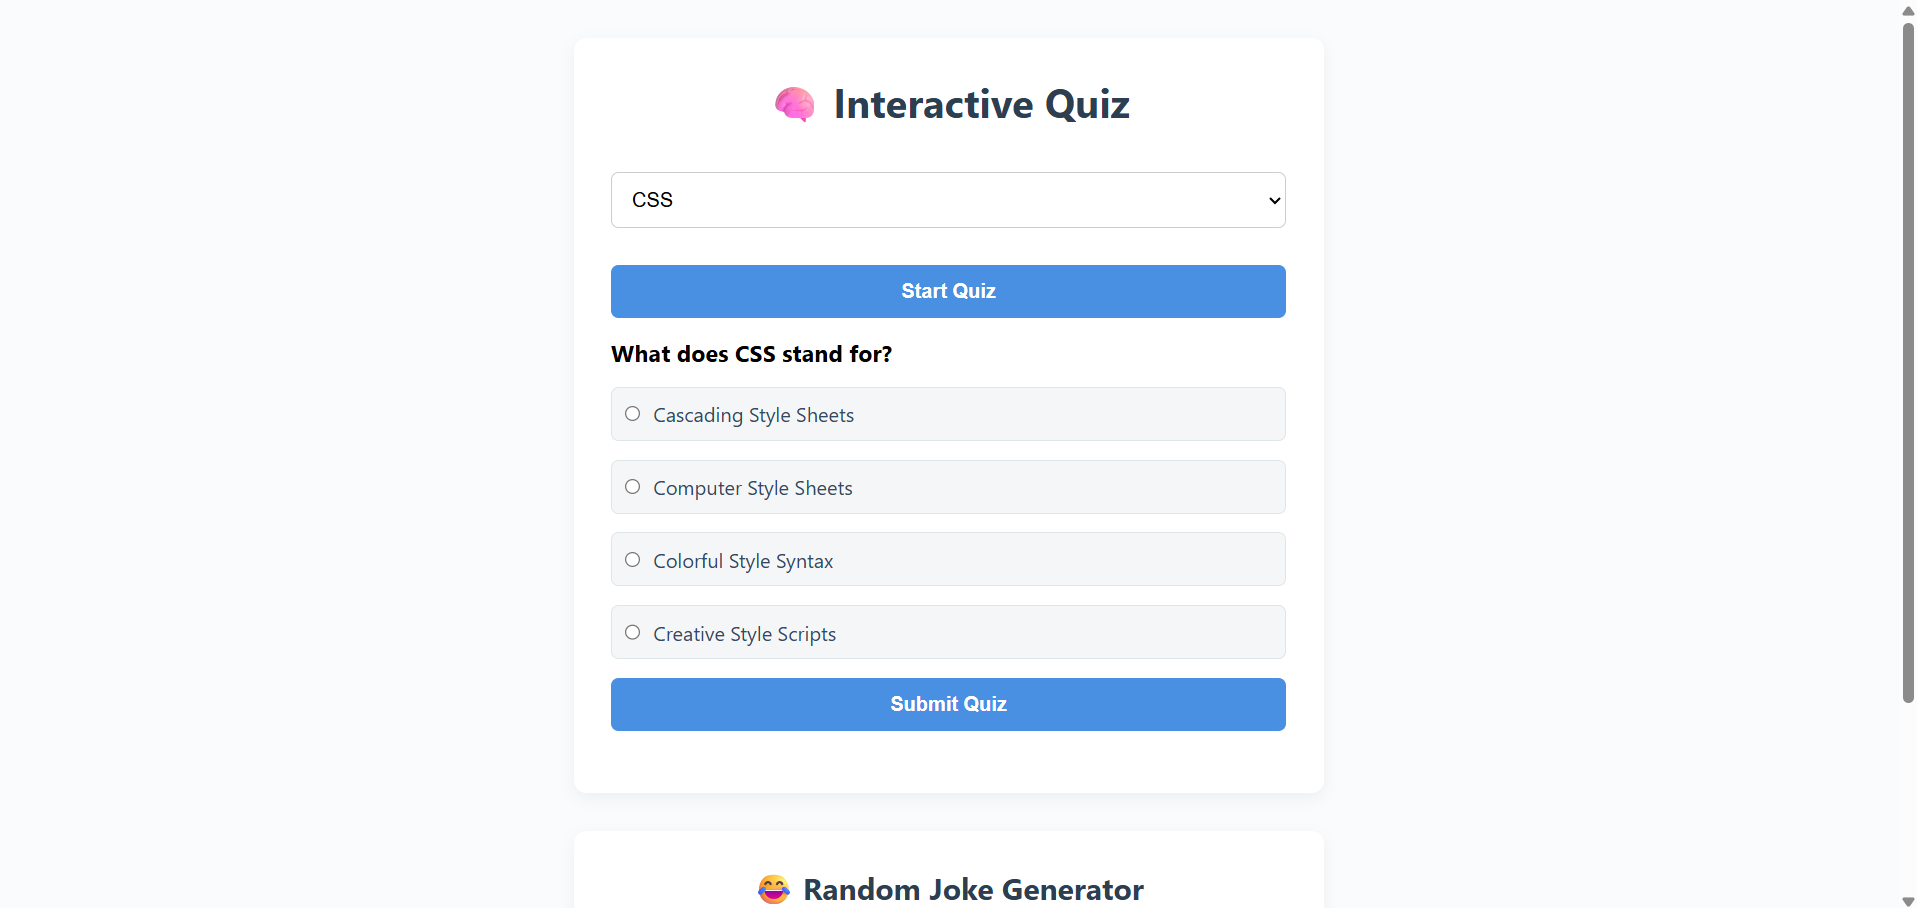 🧠 Interactive Quiz
CSS
Start Quiz
What does CSS stand for?
Cascading Style Sheets
Computer Style Sheets
Colorful Style Syntax
Creative Style Scripts
Submit Quiz
😂 Random Joke Generator